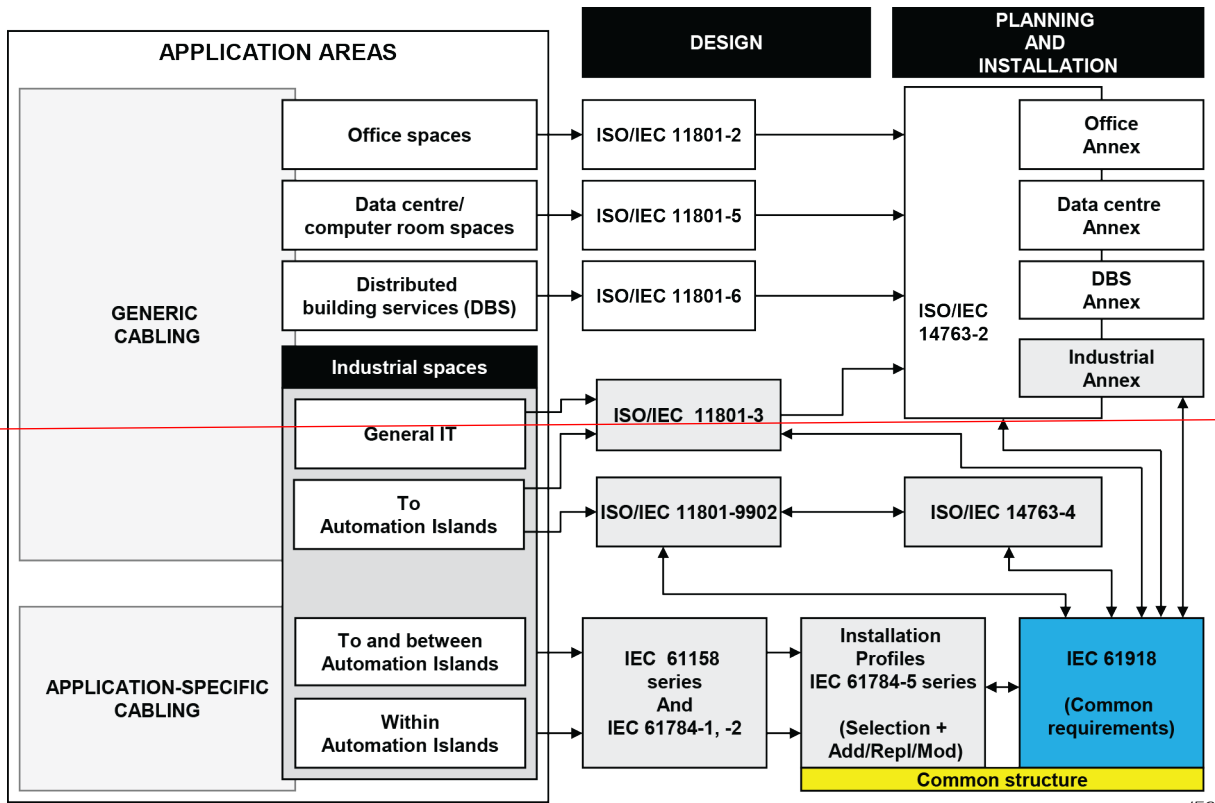 APPLICATION AREAS
DESIGN
PLANNING
AND
INSTALLATION
GENERIC
CABLING
Office spaces
ISO/IEC 11801-2
Office
Annex
Data centre/
computer room spaces
ISO/IEC 11801-5
Data centre
Annex
Distributed
building services (DBS)
ISO/IEC 11801-6
DBS
Annex
ISO/IEC
14763-2
Industrial
Annex
Industrial spaces
General IT
ISO/IEC 11801-3
To
Automation Islands
ISO/IEC 11801-9902
ISO/IEC 14763-4
APPLICATION-SPECIFIC
CABLING
To and between
Automation Islands
Within
Automation Islands
IEC 61158
series
And
IEC 61784-1, -2
Installation
Profiles
IEC 61784-5 series
(Selection +
Add/Repl/Mod)
IEC 61918
(Common
requirements)
Common structure